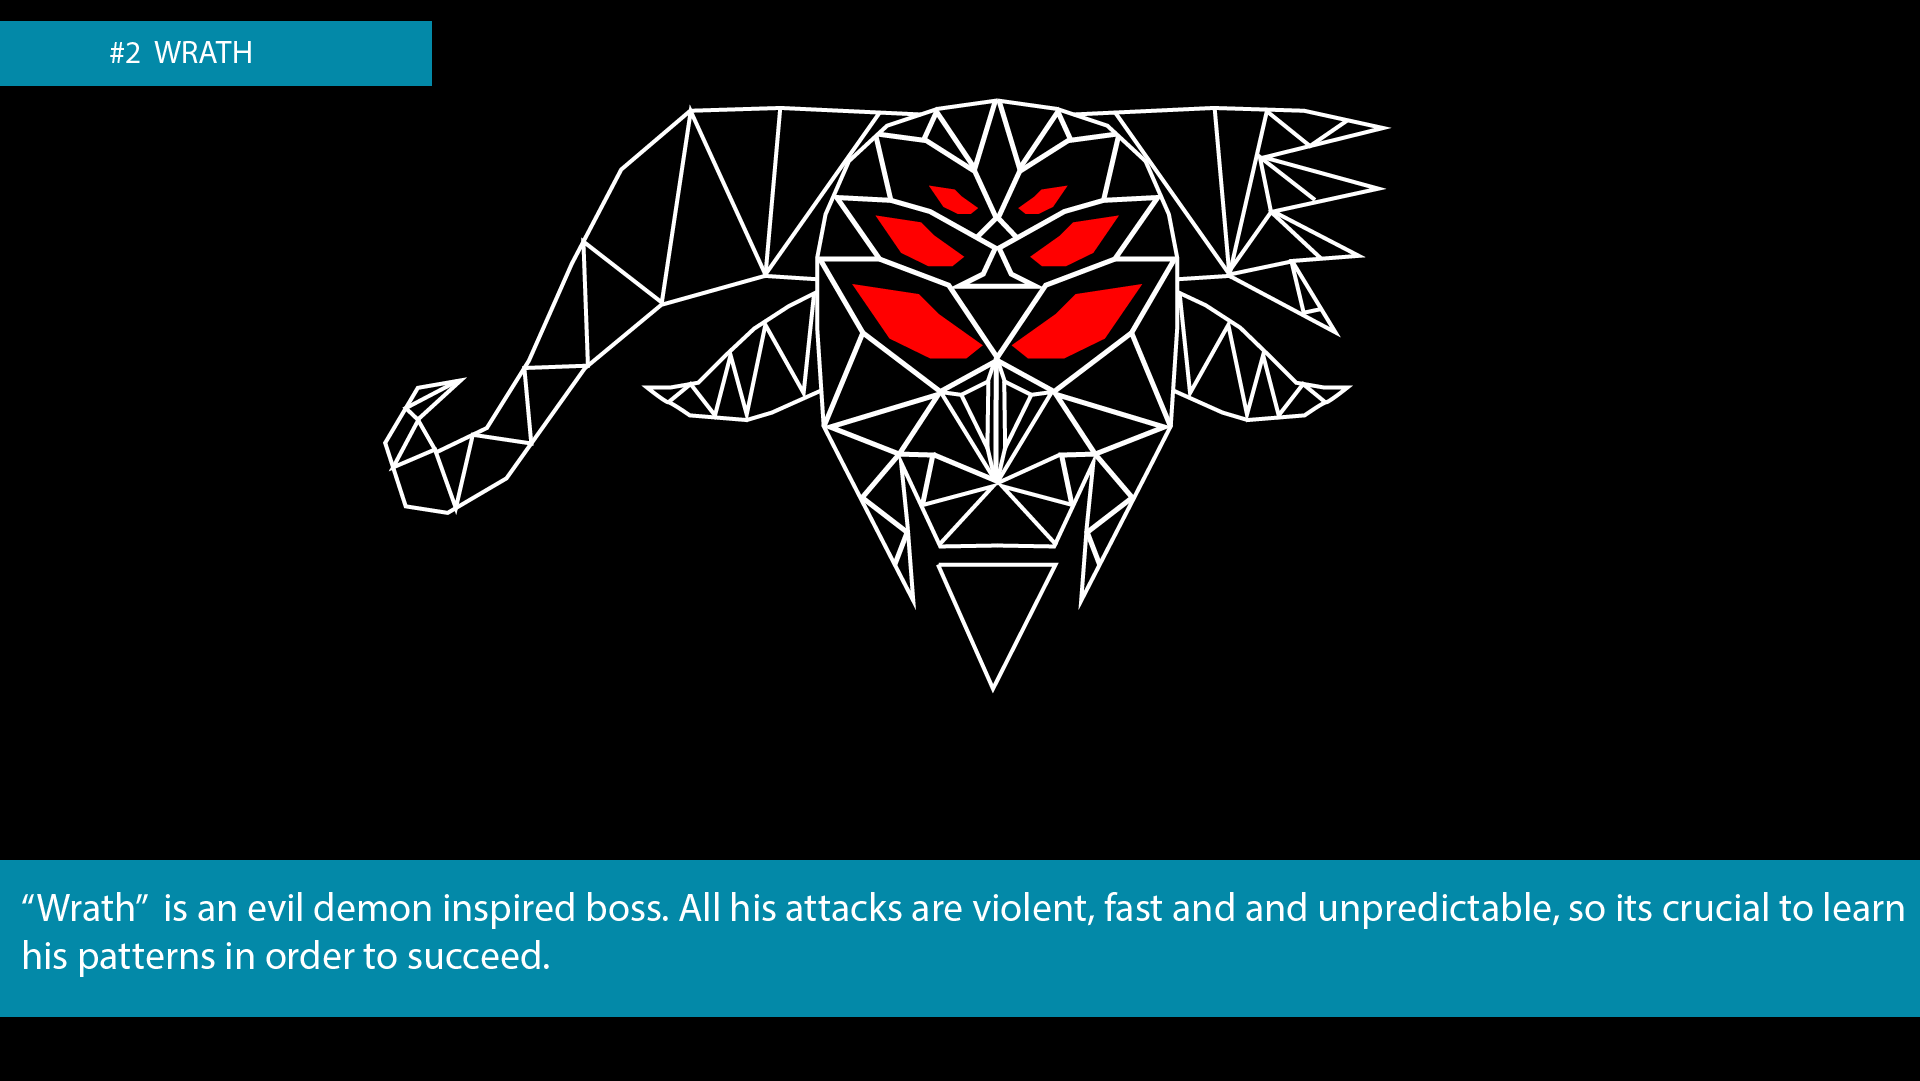 #2 WRATH
“Wrath” is an evil demon inspired boss. All his attacks are violent, fast and and unpredictable, so its crucial to learn
his patterns in order to succeed.